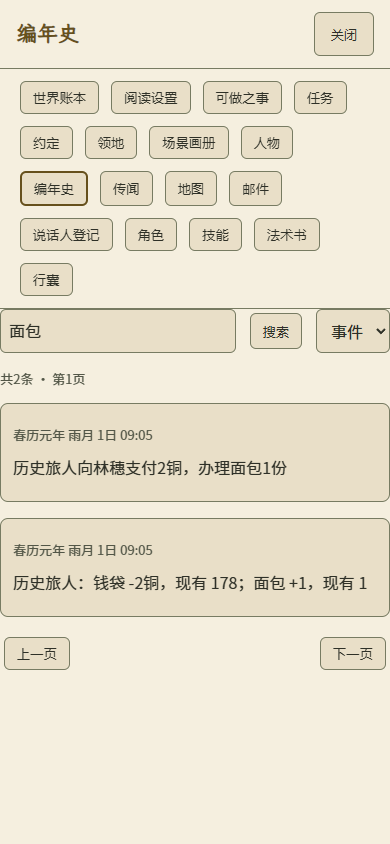 编年史 关闭
世界账本 阅读设置 可做之事 任务
约定 领地 场景画册 人物
编年史 传闻 地图 邮件
说话人登记 角色 技能 法术书
行囊
面包 搜索 事件
共2条 · 第1页
春历元年 雨月 1日 09:05
历史旅人向林穗支付2铜，办理面包1份
春历元年 雨月 1日 09:05
历史旅人：钱袋 -2铜，现有 178；面包 +1，现有 1
上一页 下一页